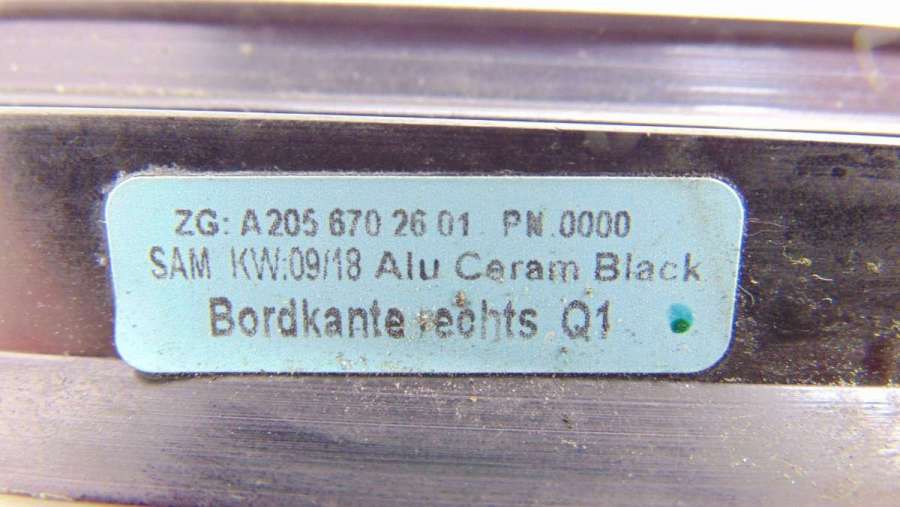 ZG: A 205 670 26 01 PN.0000
SAM KW:09/18 Alu Ceram Black
Bordkante rechts Q1